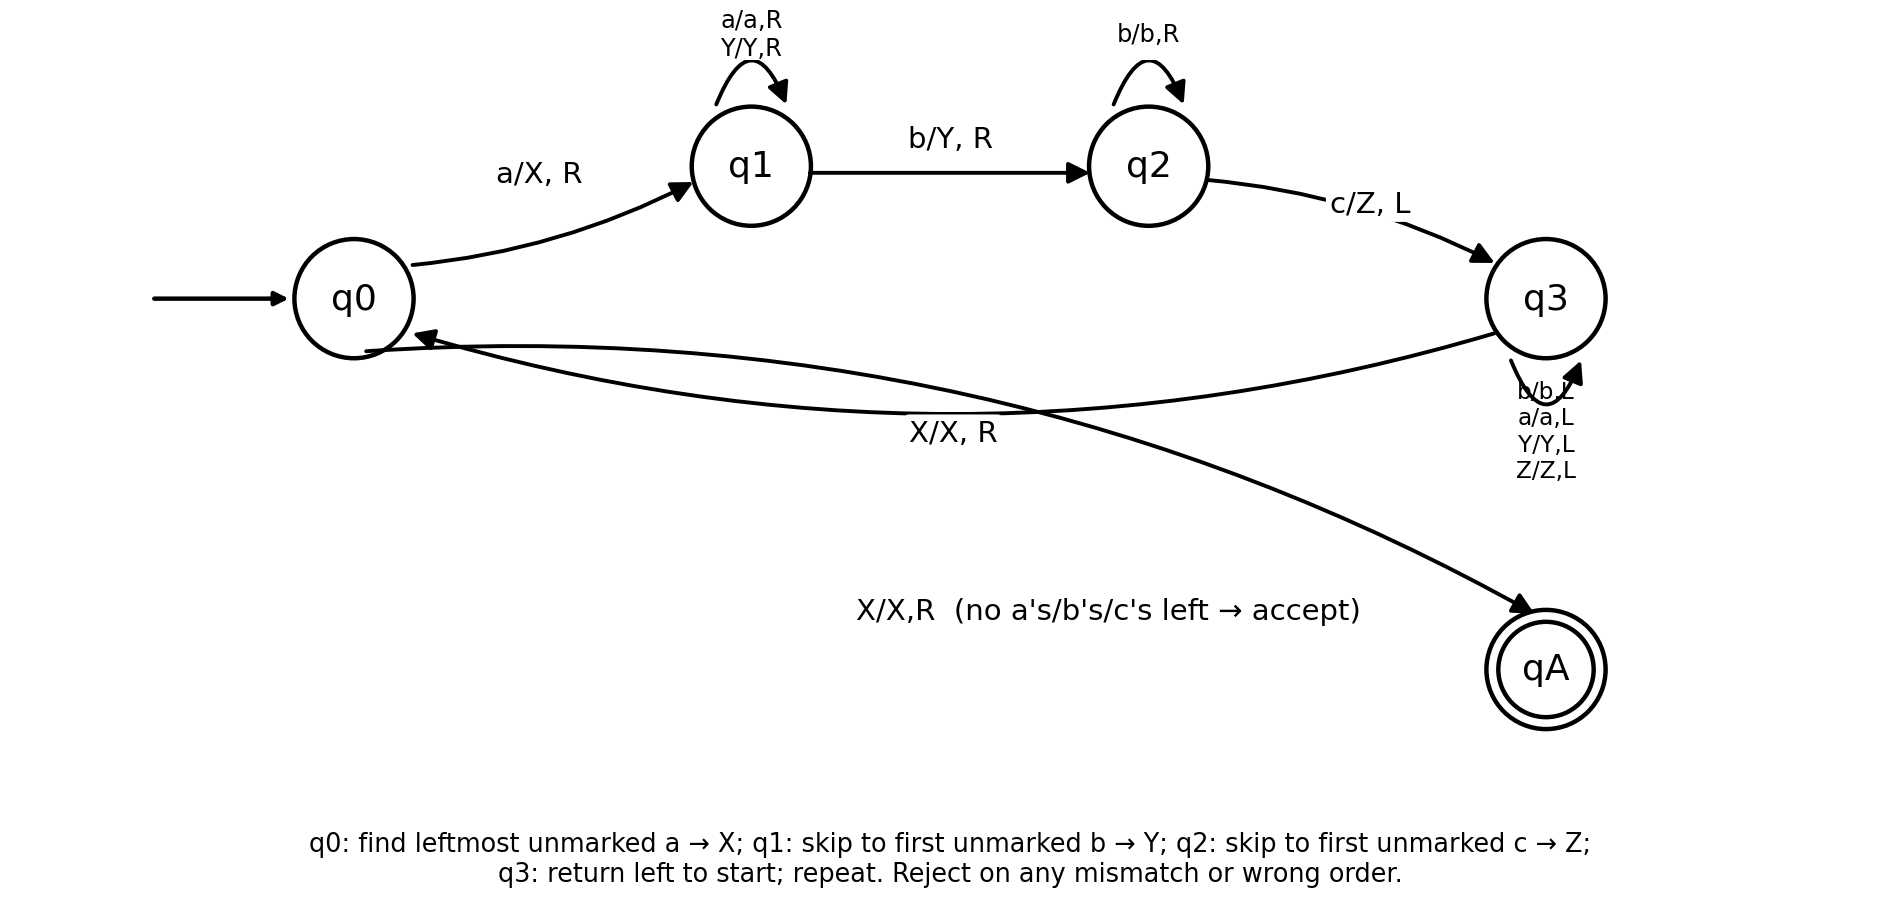 a/a,R
Y/Y,R
b/b,R
b/Y, R
a/X, R
q1
q2
c/Z, L
q0
q3
b/b,L
a/a,L
Y/Y,L
Z/Z,L
X/X, R
X/X,R  (no a's/b's/c's left → accept)
qA
q0: find leftmost unmarked a → X; q1: skip to first unmarked b → Y; q2: skip to first unmarked c → Z;
q3: return left to start; repeat. Reject on any mismatch or wrong order.